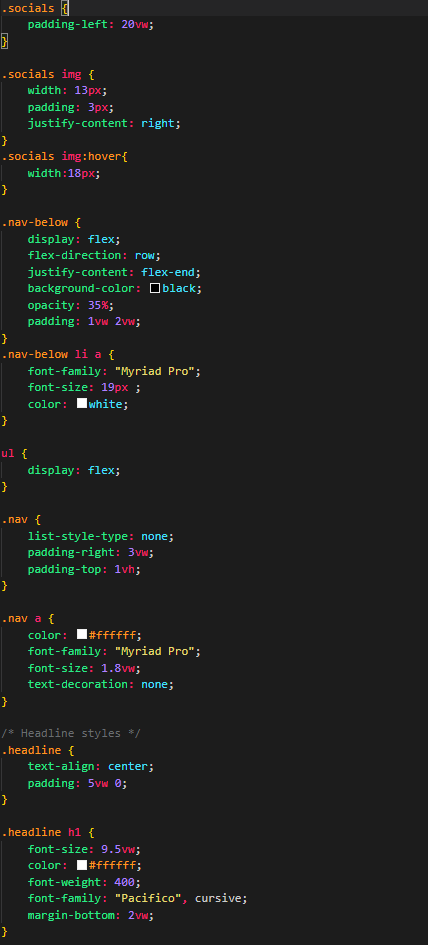 .socials {
    padding-left: 20vw;
}

.socials img {
    width: 13px;
    padding: 3px;
    justify-content: right;
}
.socials img:hover{
    width:18px;
}

.nav-below {
    display: flex;
    flex-direction: row;
    justify-content: flex-end;
    background-color: black;
    opacity: 35%;
    padding: 1vw 2vw;
}
.nav-below li a {
    font-family: "Myriad Pro";
    font-size: 19px ;
    color: white;
}

ul {
    display: flex;
}

.nav {
    list-style-type: none;
    padding-right: 3vw;
    padding-top: 1vh;
}

.nav a {
    color: #ffffff;
    font-family: "Myriad Pro";
    font-size: 1.8vw;
    text-decoration: none;
}

/* Headline styles */
.headline {
    text-align: center;
    padding: 5vw 0;
}

.headline h1 {
    font-size: 9.5vw;
    color: #ffffff;
    font-weight: 400;
    font-family: "Pacifico", cursive;
    margin-bottom: 2vw;
}